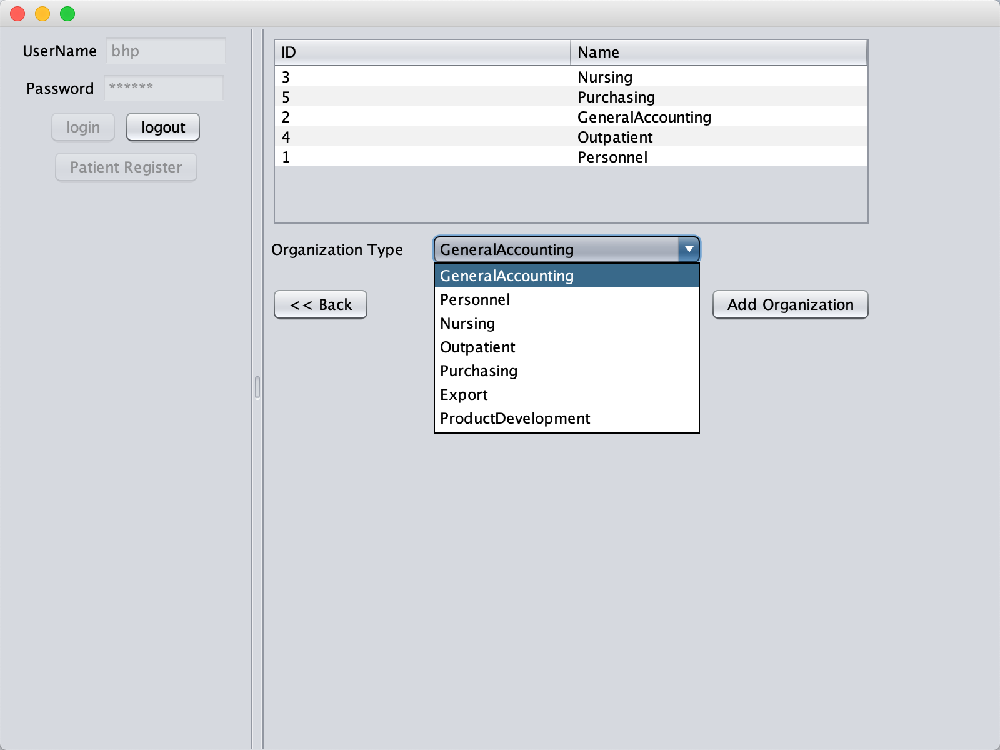 UserName bhp
Password ******
login logout
Patient Register
ID Name
3 Nursing
5 Purchasing
2 GeneralAccounting
4 Outpatient
1 Personnel
Organization Type GeneralAccounting
GeneralAccounting
Personnel
Nursing
Outpatient
Purchasing
Export
ProductDevelopment
<< Back
Add Organization